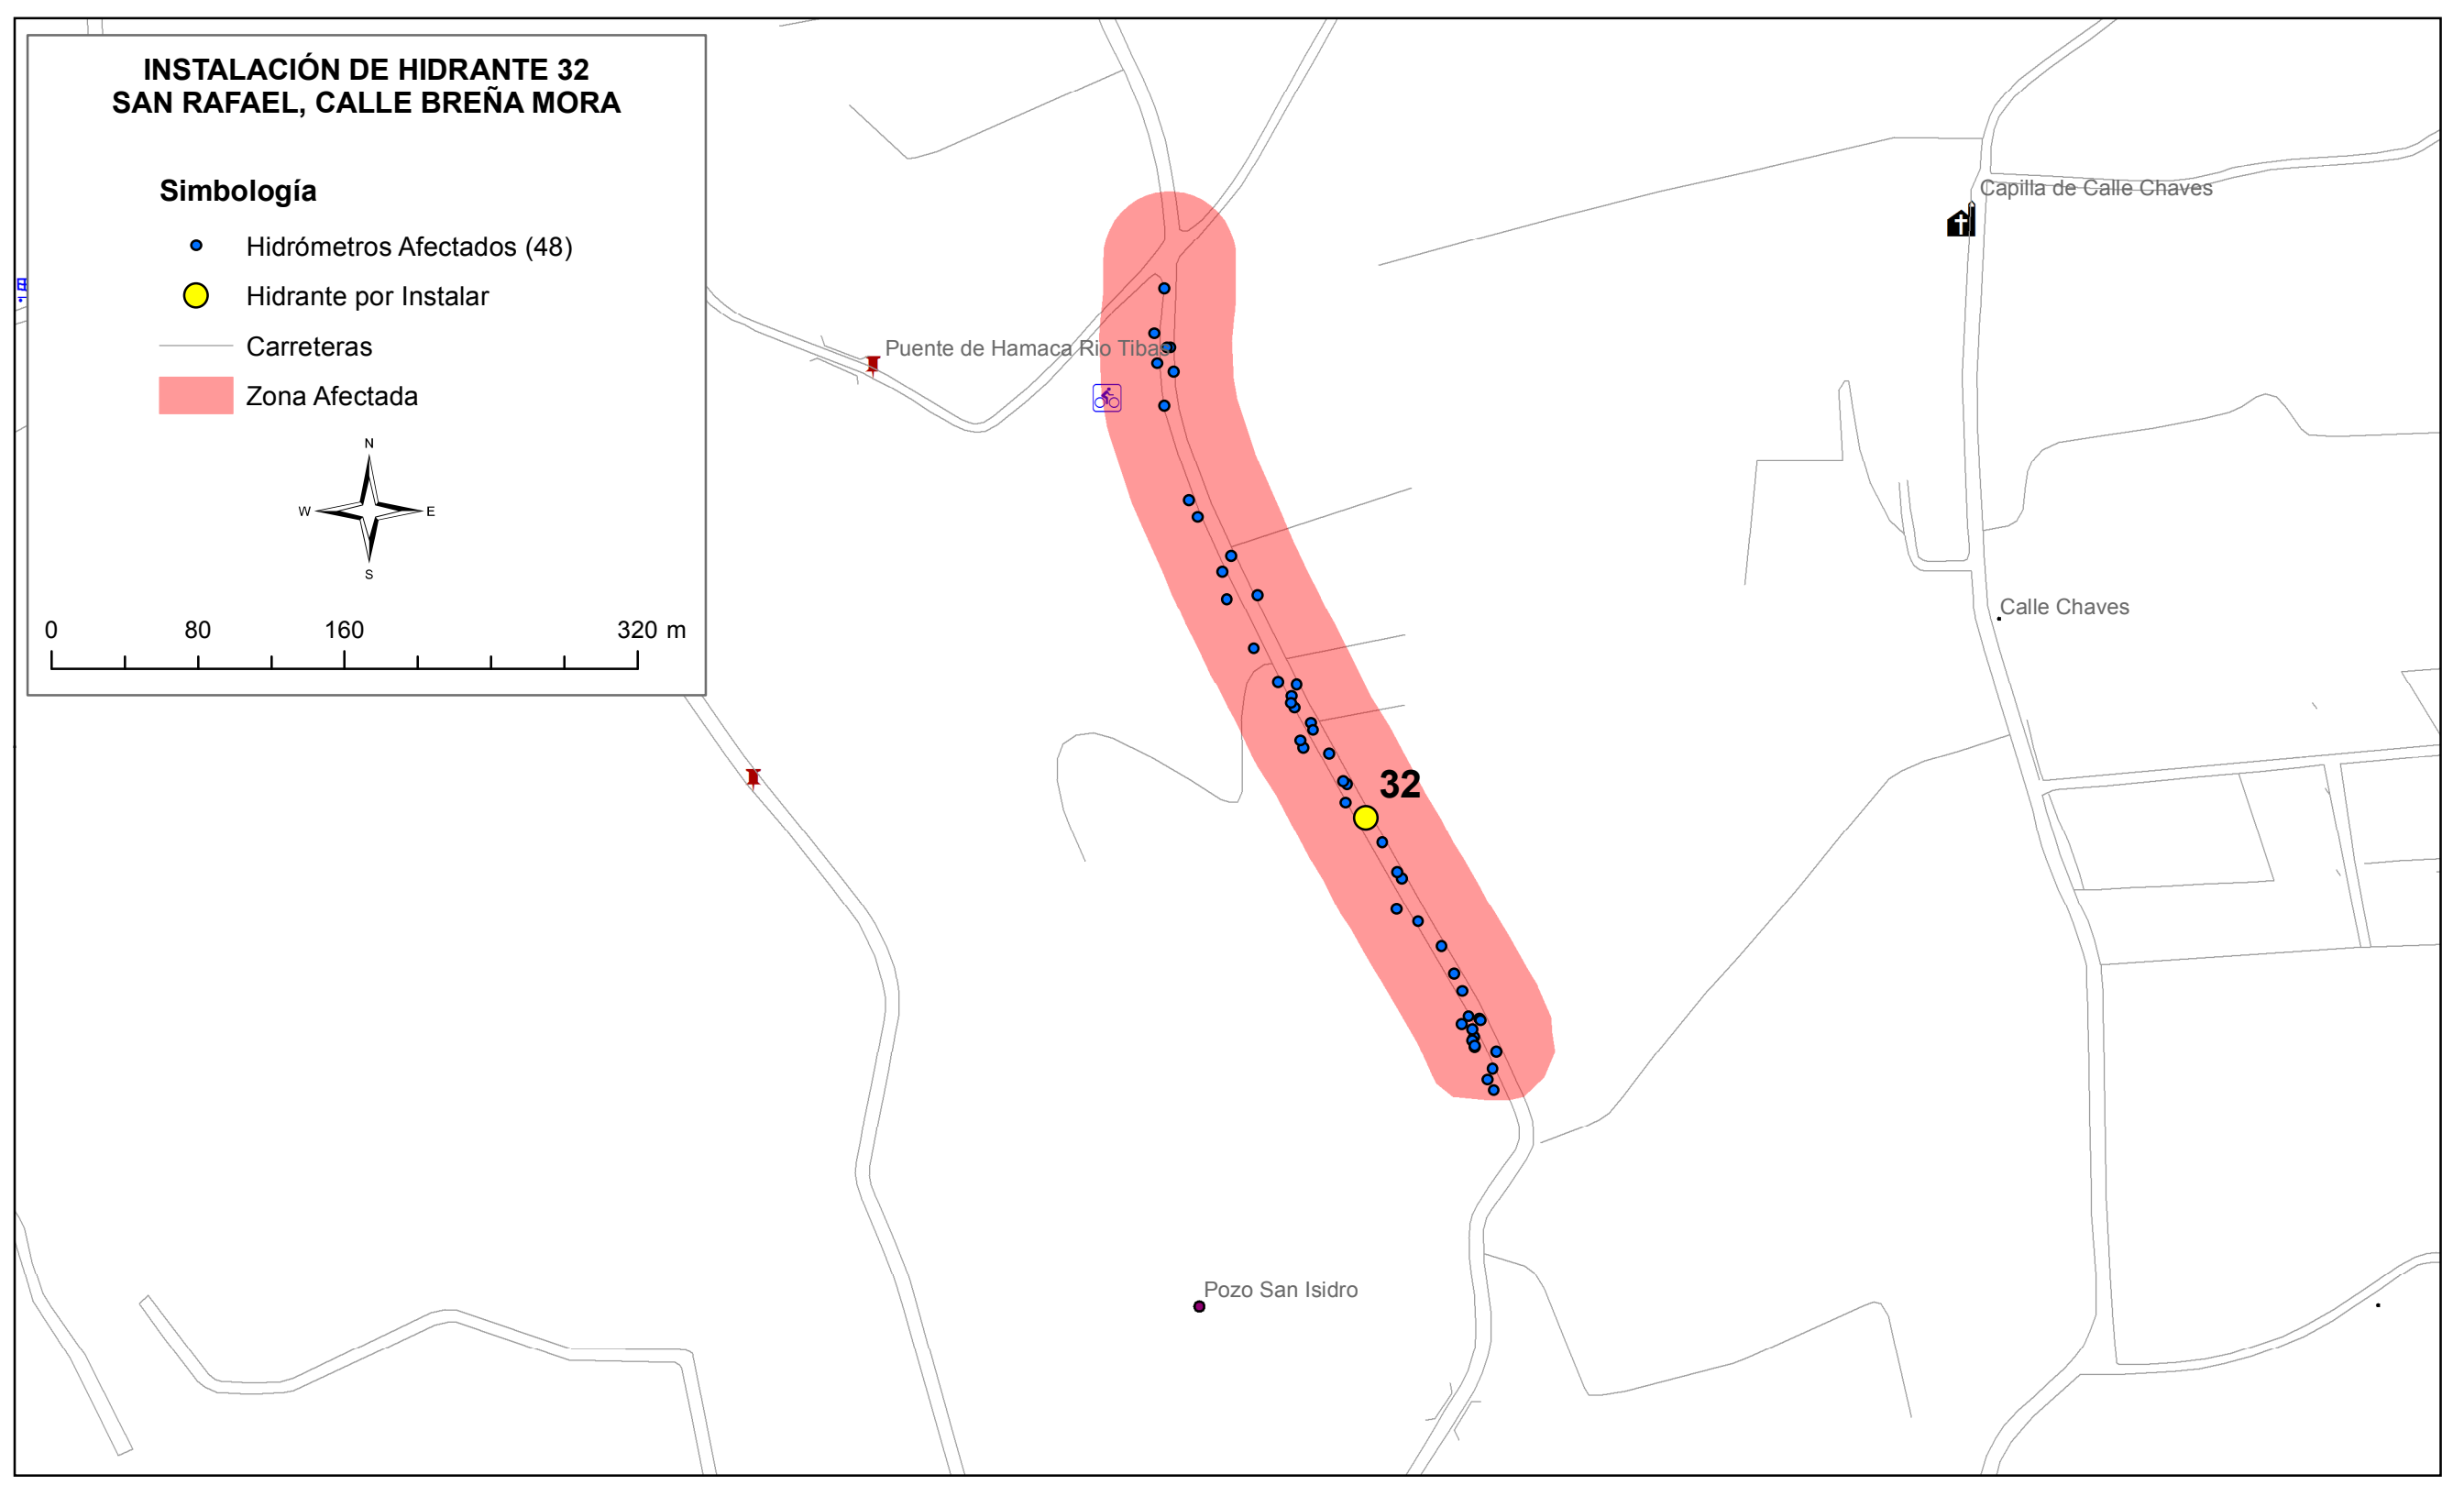 INSTALACIÓN DE HIDRANTE 32
SAN RAFAEL, CALLE BREÑA MORA
Simbología
Hidrómetros Afectados (48)
Hidrante por Instalar
Carreteras
Zona Afectada
N
W E
S
0 80 160 320 m
Capilla de Calle Chaves
Puente de Hamaca Rio Tibas
Calle Chaves
32
Pozo San Isidro